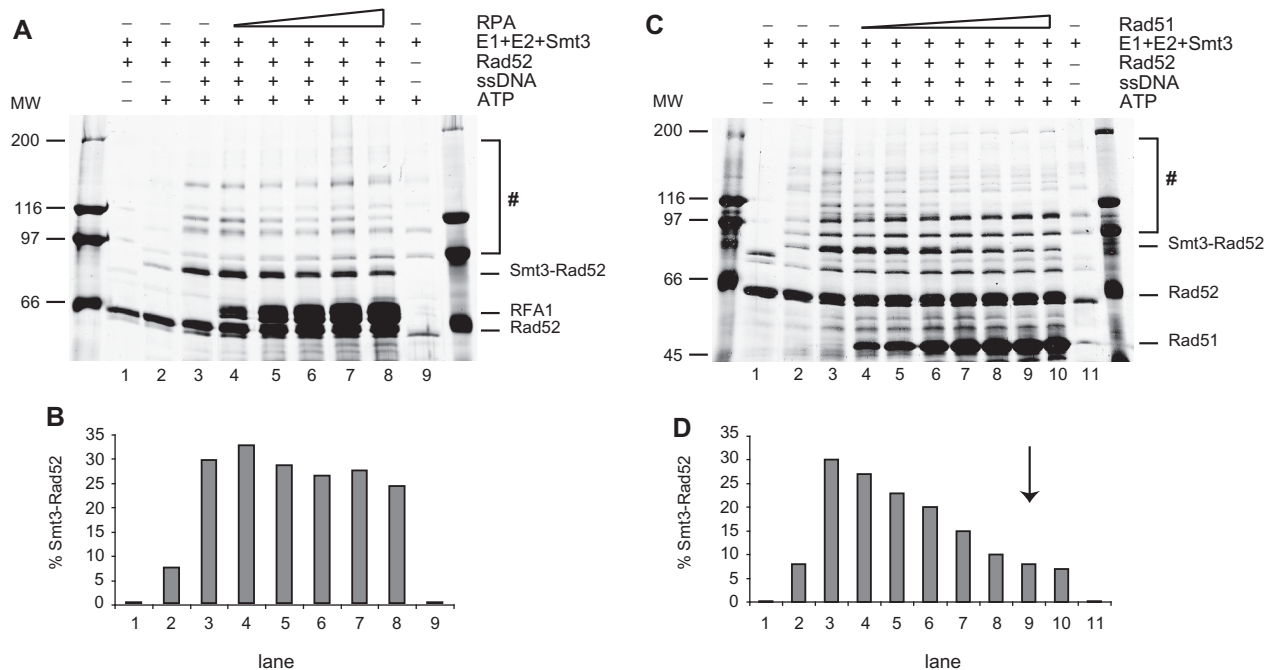 A
RPA
– – – –
E1+E2+Smt3 + + + + + + + + +
Rad52 + + + + + + + + –
ssDNA – – + + + + + + –
ATP – + + + + + + + +
MW
200
116
97
66
#
Smt3-Rad52
RFA1
Rad52
1 2 3 4 5 6 7 8 9
B
% Smt3-Rad52
35
30
25
20
15
10
5
0
1 2 3 4 5 6 7 8 9
lane
C
Rad51
– – – –
E1+E2+Smt3 + + + + + + + + + + +
Rad52 + + + + + + + + + + –
ssDNA – – + + + + + + + + –
ATP – + + + + + + + + + +
MW
200
116
97
66
45
#
Smt3-Rad52
Rad52
Rad51
1 2 3 4 5 6 7 8 9 10 11
D
% Smt3-Rad52
35
30
25
20
15
10
5
0
1 2 3 4 5 6 7 8 9 10 11
lane